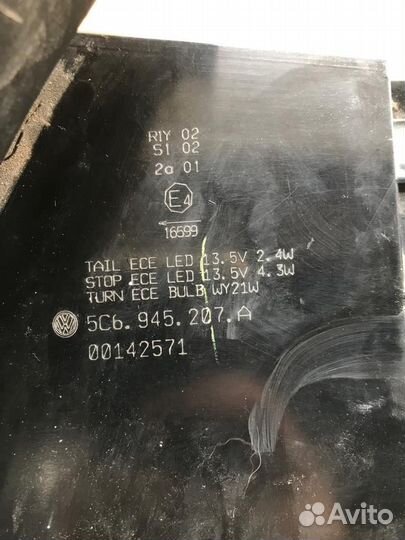 RIY 02
S1 02
2a 01
E4
16699
TAIL ECE LED 13.5V 2.4W
STOP ECE LED 13.5V 4.3W
TURN ECE BULB WY21W
5C6.945.207.A
00142571
Avito